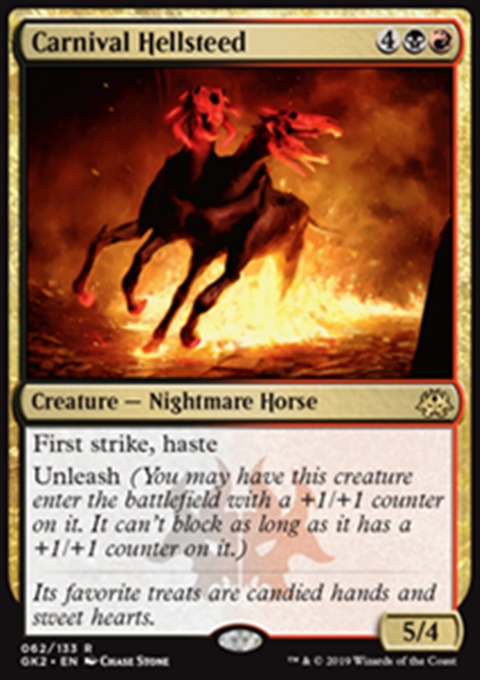 Carnival Hellsteed 4
Creature — Nightmare Horse
First strike, haste
Unleash (You may have this creature
enter the battlefield with a +1/+1 counter
on it. It can't block as long as it has a
+1/+1 counter on it.)
Its favorite treats are candied hands and
sweet hearts.
5/4
062/133 R
GK2 • EN Chase Stone
™ & © 2019 Wizards of the Coast